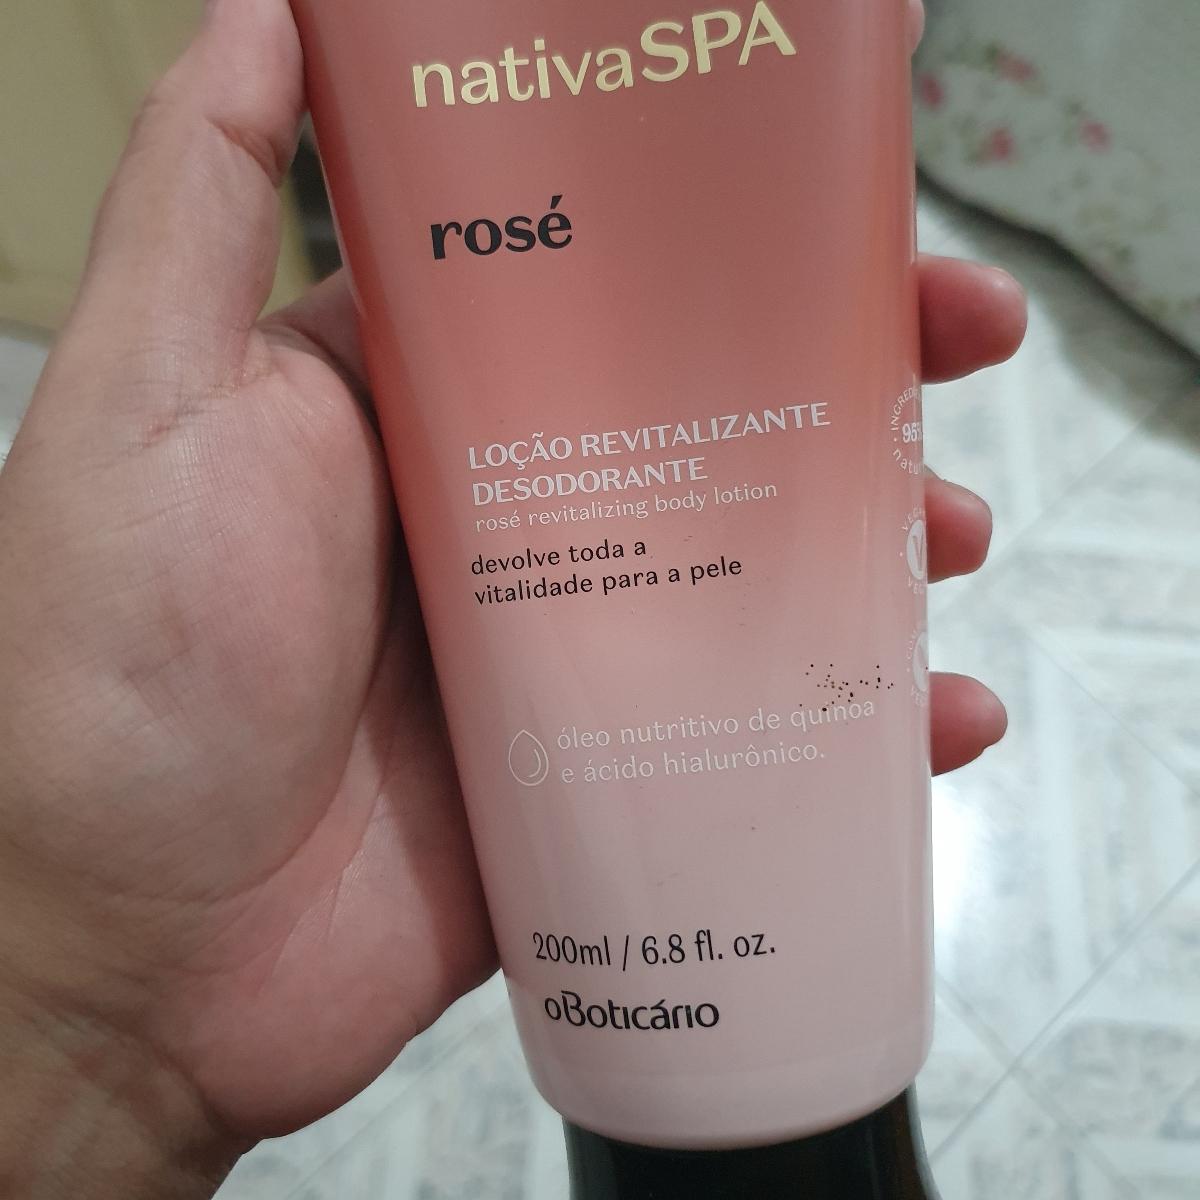 nativaSPA
rosé
LOÇÃO REVITALIZANTE
DESODORANTE
rosé revitalizing body lotion
devolve toda a
vitalidade para a pele
óleo nutritivo de quinoa
e ácido hialurônico.
200ml / 6.8 fl. oz.
oBoticário